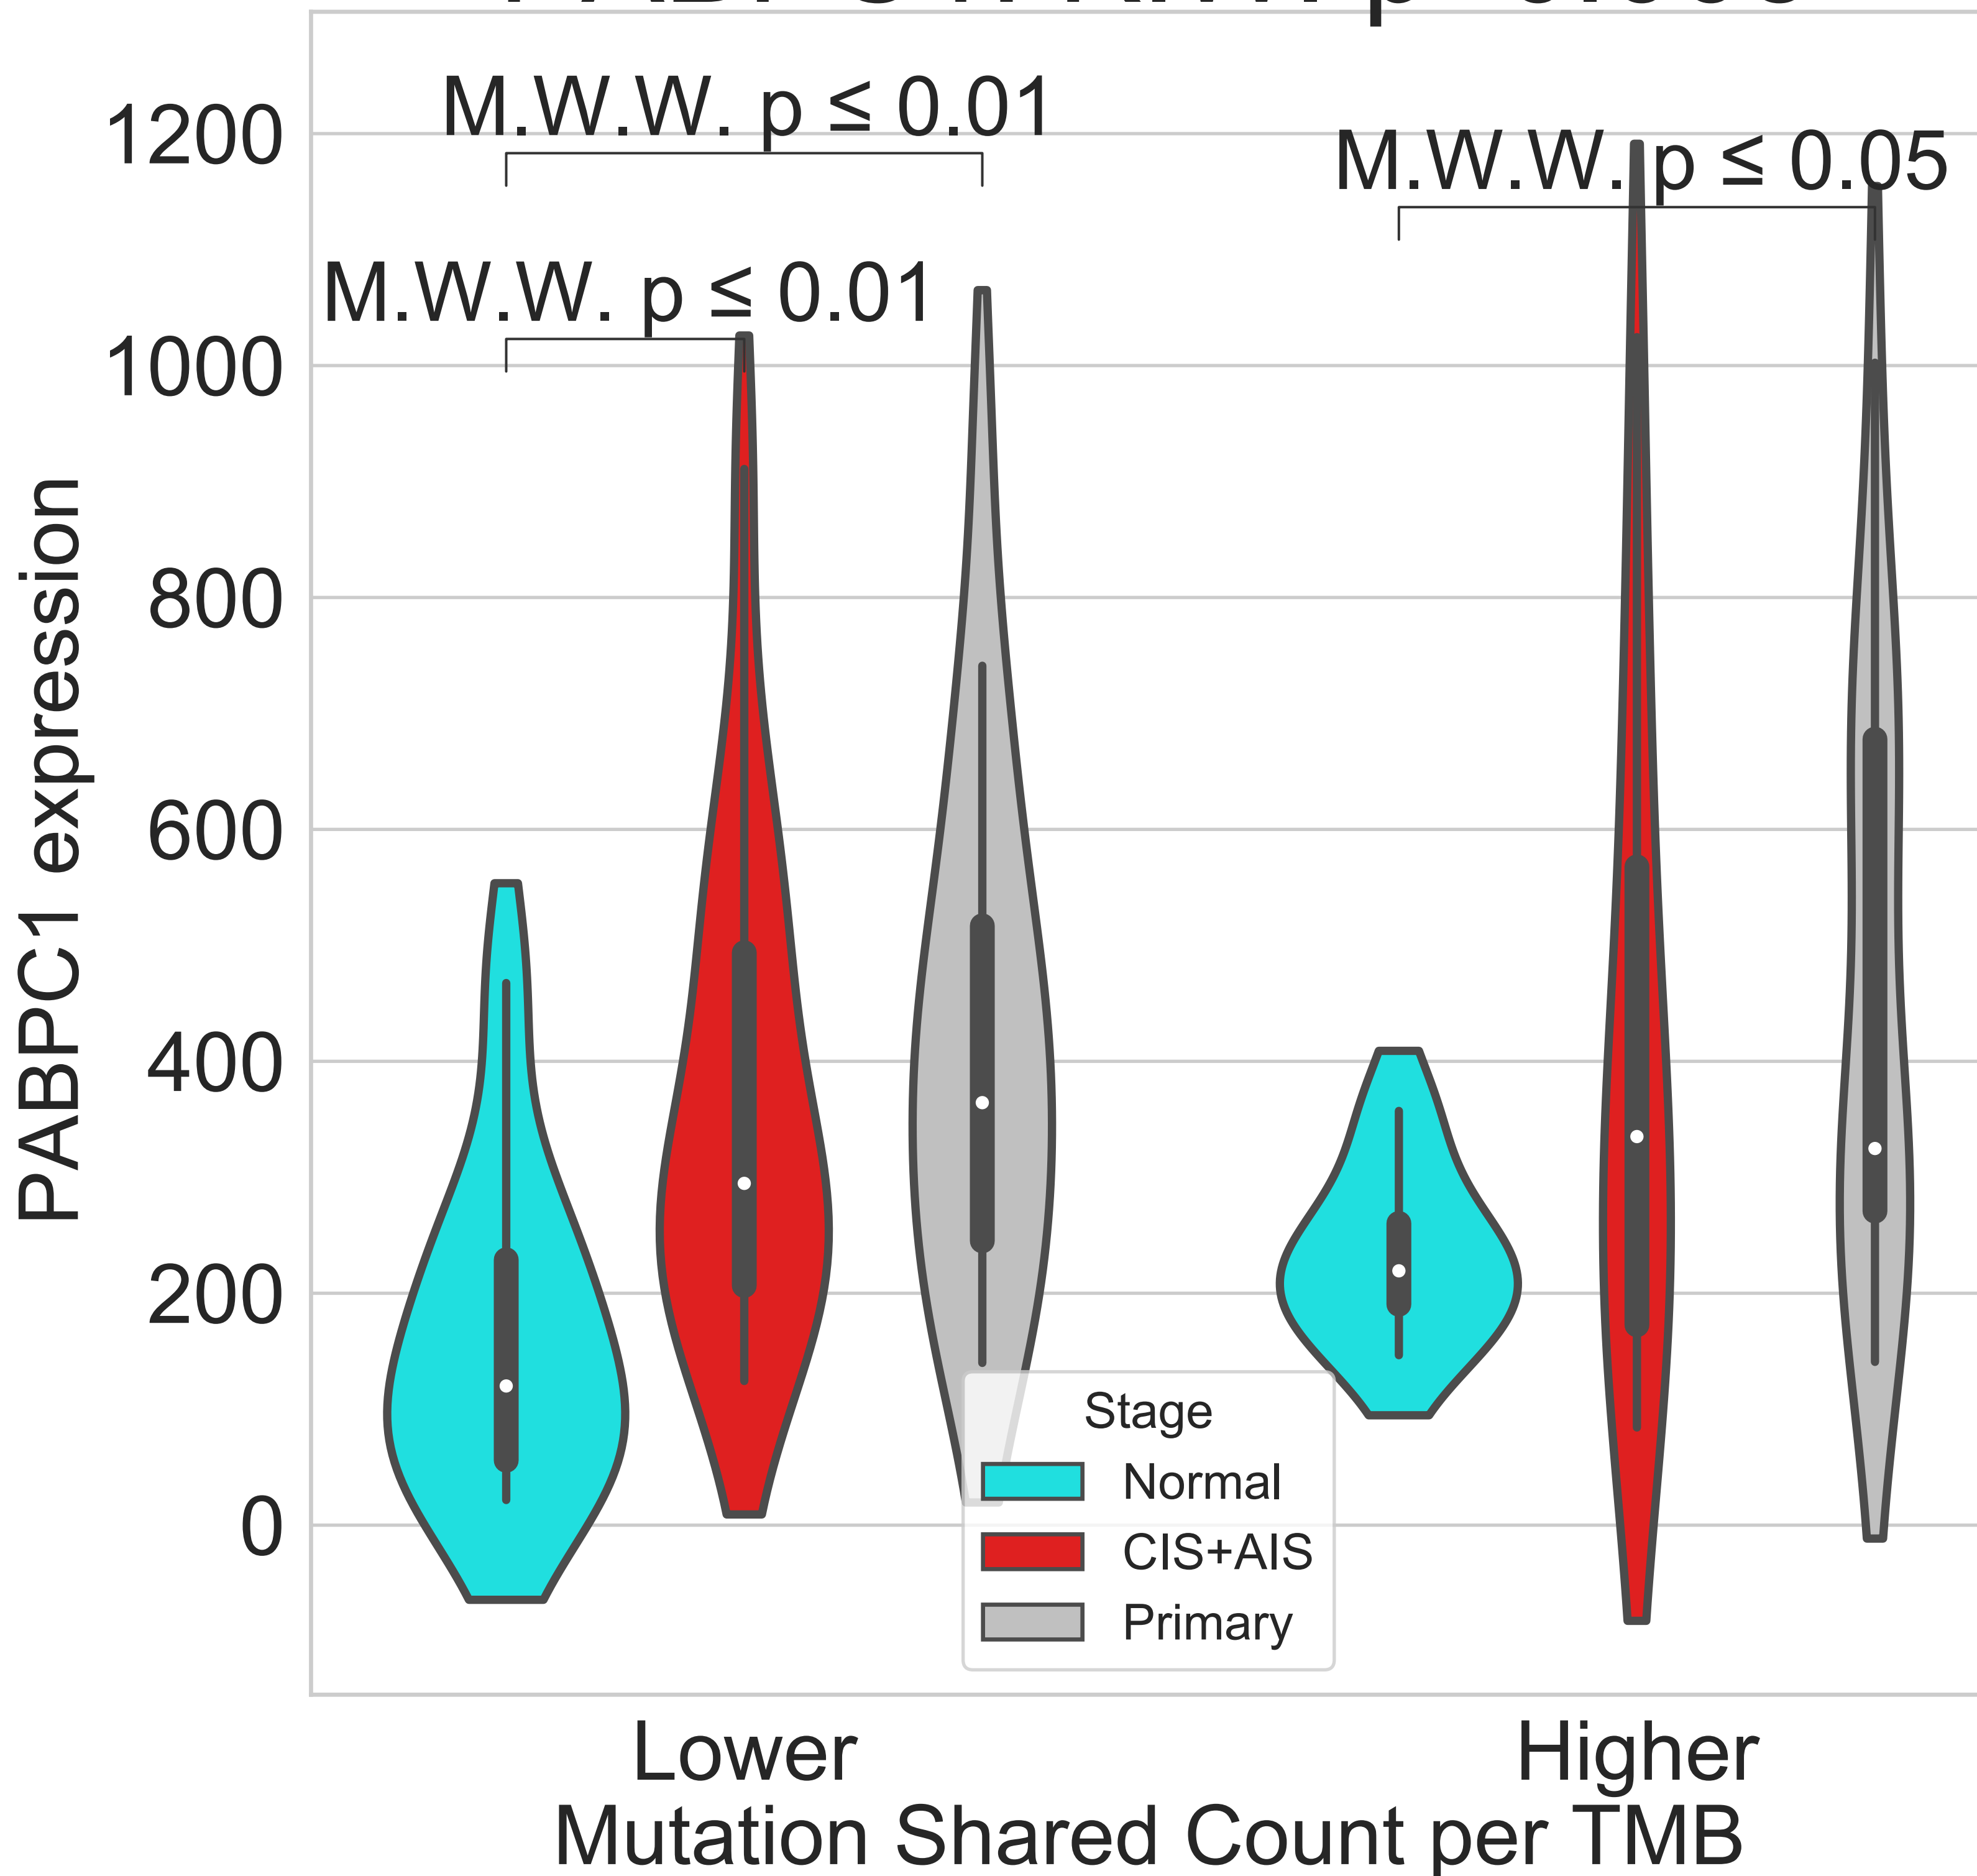 M.W.W. p ≤ 0.01
M.W.W. p ≤ 0.05
M.W.W. p ≤ 0.01
1200
1000
800
600
400
200
0
PABPC1 expression
Stage
Normal
CIS+AIS
Primary
Lower
Higher
Mutation Shared Count per TMB